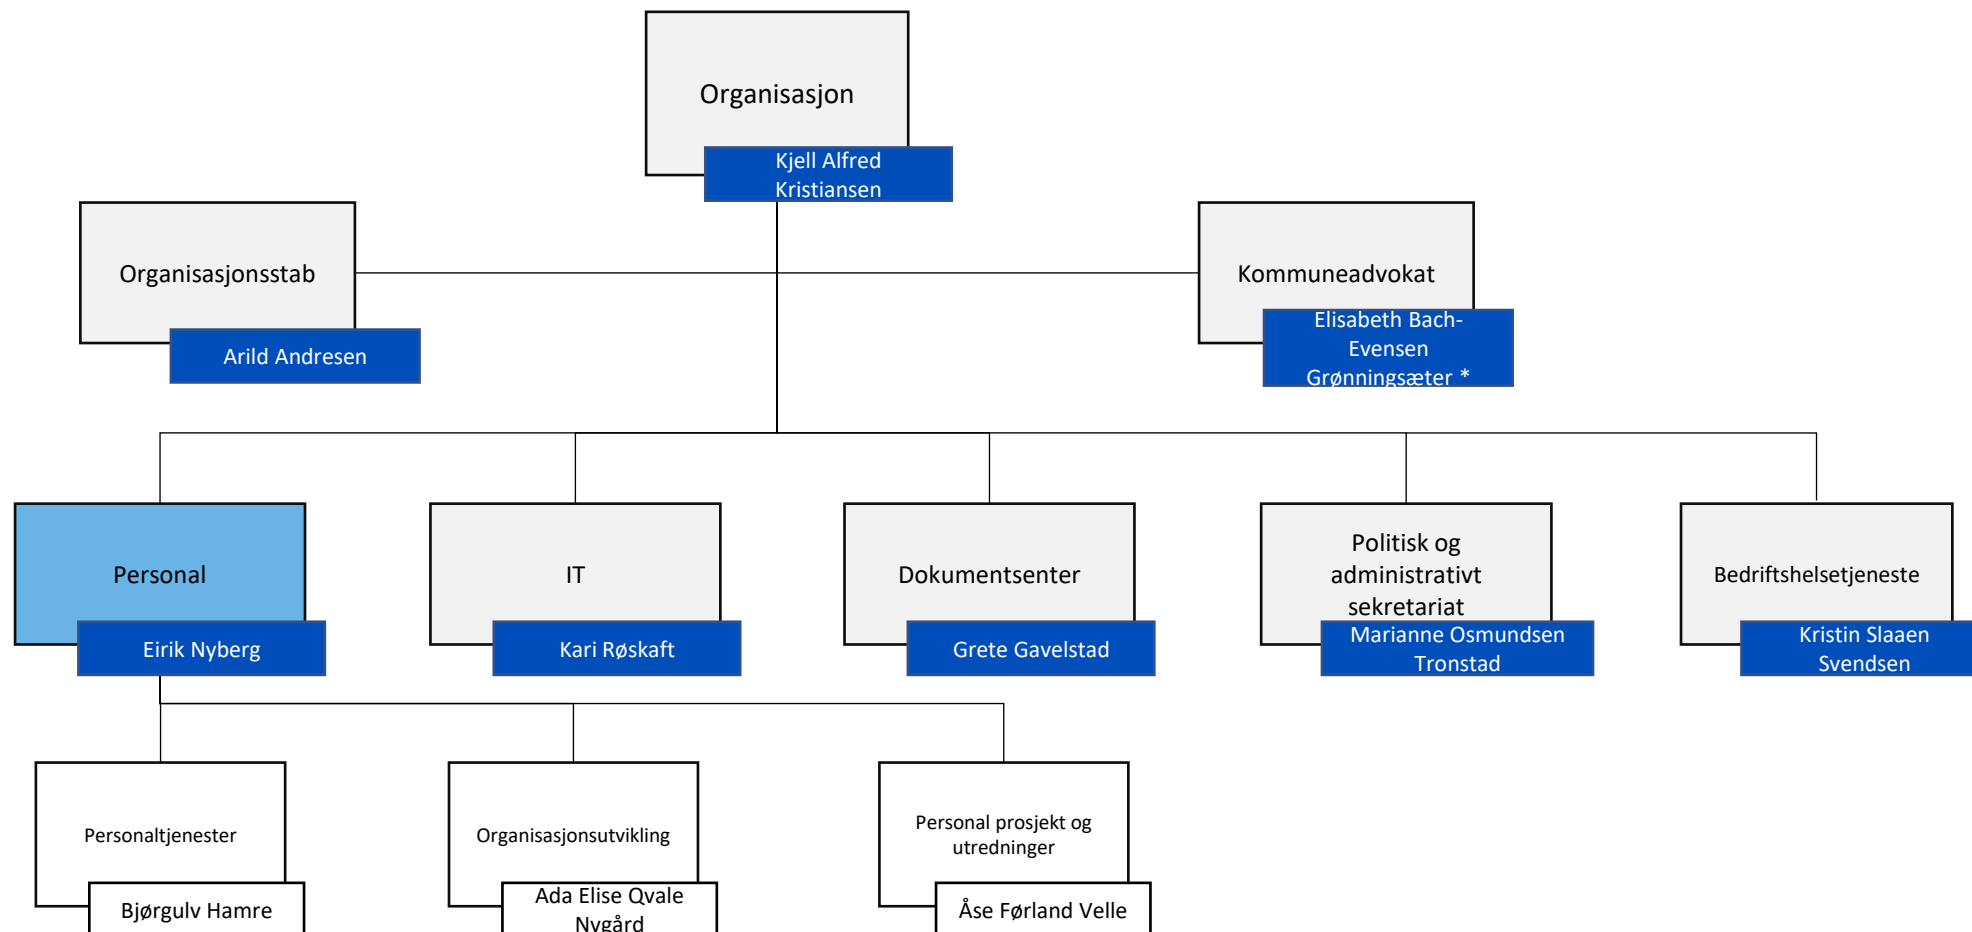 Organisasjon
Kjell Alfred
Kristiansen
Organisasjonsstab
Arild Andresen
Kommuneadvokat
Elisabeth Bach-
Evensen
Grønningsæter *
Personal
Eirik Nyberg
IT
Kari Røskaft
Dokumentsenter
Grete Gavelstad
Politisk og
administrativt
sekretariat
Marianne Osmundsen
Tronstad
Bedriftshelsetjeneste
Kristin Slaaen
Svendsen
Personaltjenester
Bjørgulv Hamre
Organisasjonsutvikling
Ada Elise Qvale
Nygård
Personal prosjekt og
utredninger
Åse Førland Velle